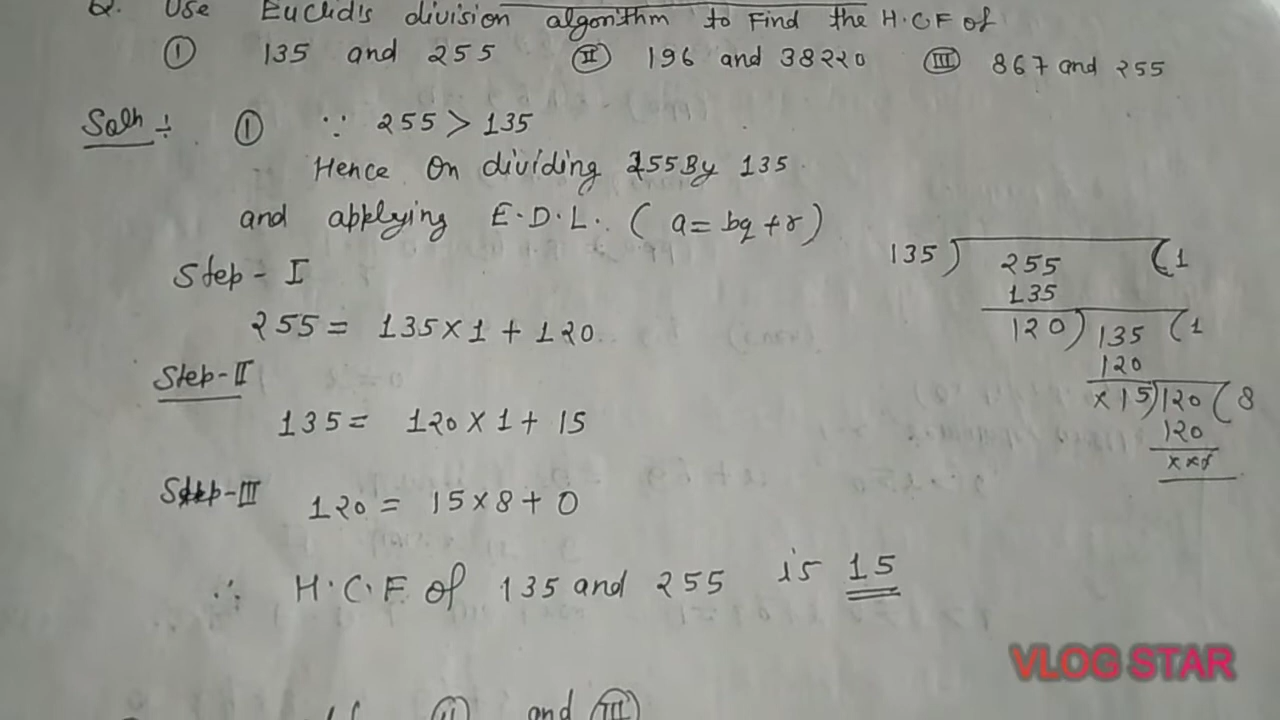 Q. Use Euclid's division algorithm to Find the H.C.F of
① 135 and 255 Ⅱ 196 and 38220 Ⅲ 867 and 255
Soln ÷ ① ∵ 255 > 135
Hence On dividing 255 By 135
and applying E.D.L. ( a = bq + r )
Step - I
255 = 135 × 1 + 120
Step - II
135 = 120 × 1 + 15
Step - III 120 = 15 × 8 + 0
∴ H.C.F. of 135 and 255 is 15
135 ) 255 ( 1
135
120 ) 135 ( 1
120
× 15 ) 120 ( 8
120
× × ×
VLOG STAR
Ⅱ and Ⅲ